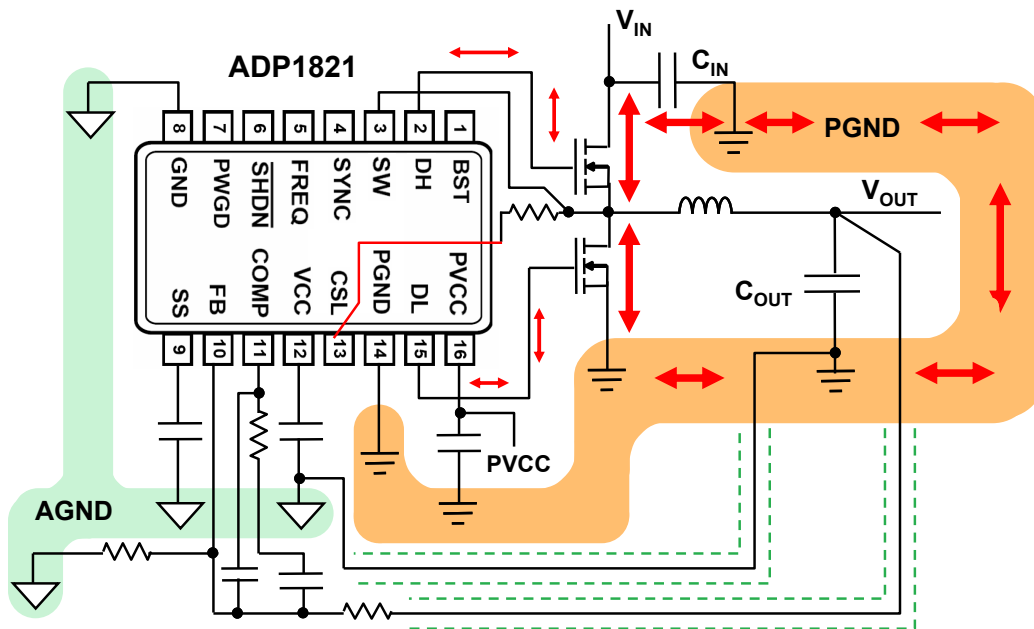 V_IN
C_IN
ADP1821
PGND
8
7
6
5
4
3
2
1
GND
PWGD
SHDN
FREQ
SYNC
SW
DH
BST
V_OUT
SS
FB
COMP
VCC
CSL
PGND
DL
PVCC
C_OUT
9
10
11
12
13
14
15
16
PVCC
AGND